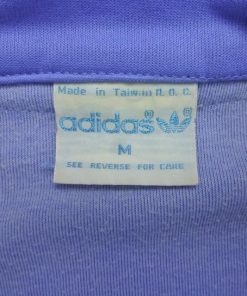 Made in Taiwan R.O.C.
adidas®
M
SEE REVERSE FOR CARE